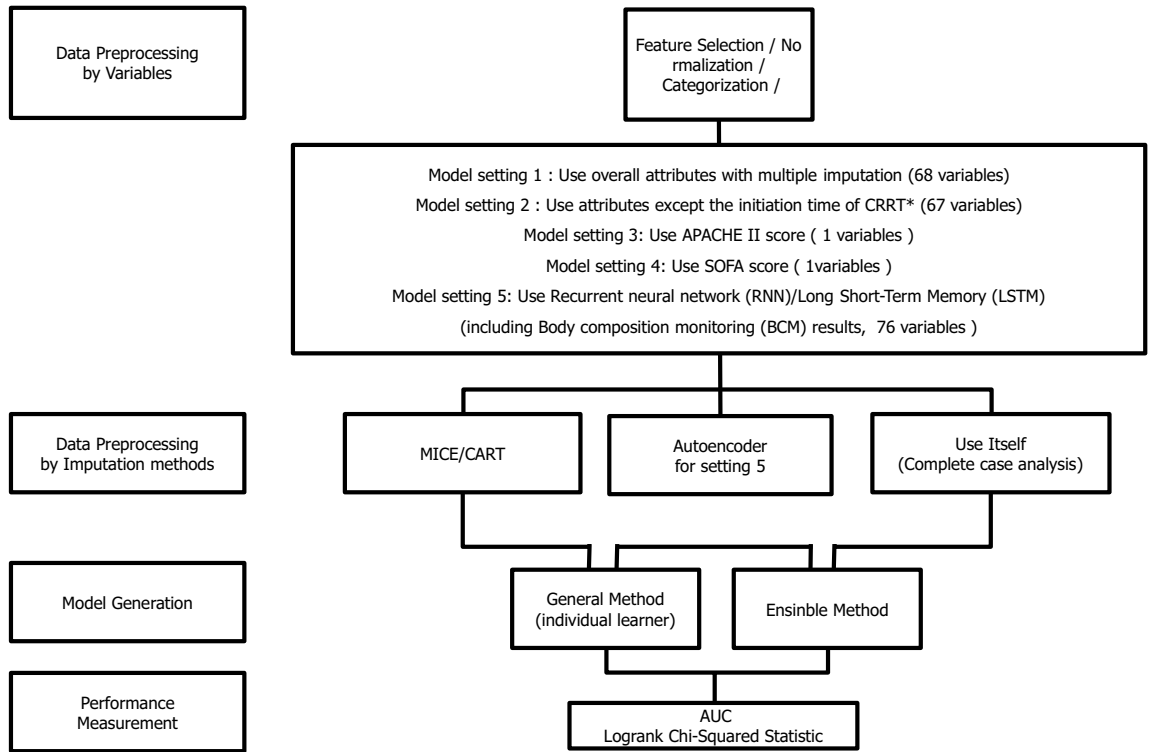 Data Preprocessing
by Variables
Feature Selection / No
rmalization /
Categorization /
Model setting 1 : Use overall attributes with multiple imputation (68 variables)
Model setting 2 : Use attributes except the initiation time of CRRT* (67 variables)
Model setting 3: Use APACHE II score ( 1 variables )
Model setting 4: Use SOFA score ( 1variables )
Model setting 5: Use Recurrent neural network (RNN)/Long Short-Term Memory (LSTM)
(including Body composition monitoring (BCM) results, 76 variables )
Data Preprocessing
by Imputation methods
MICE/CART
Autoencoder
for setting 5
Use Itself
(Complete case analysis)
Model Generation
General Method
(individual learner)
Ensinble Method
Performance
Measurement
AUC
Logrank Chi-Squared Statistic